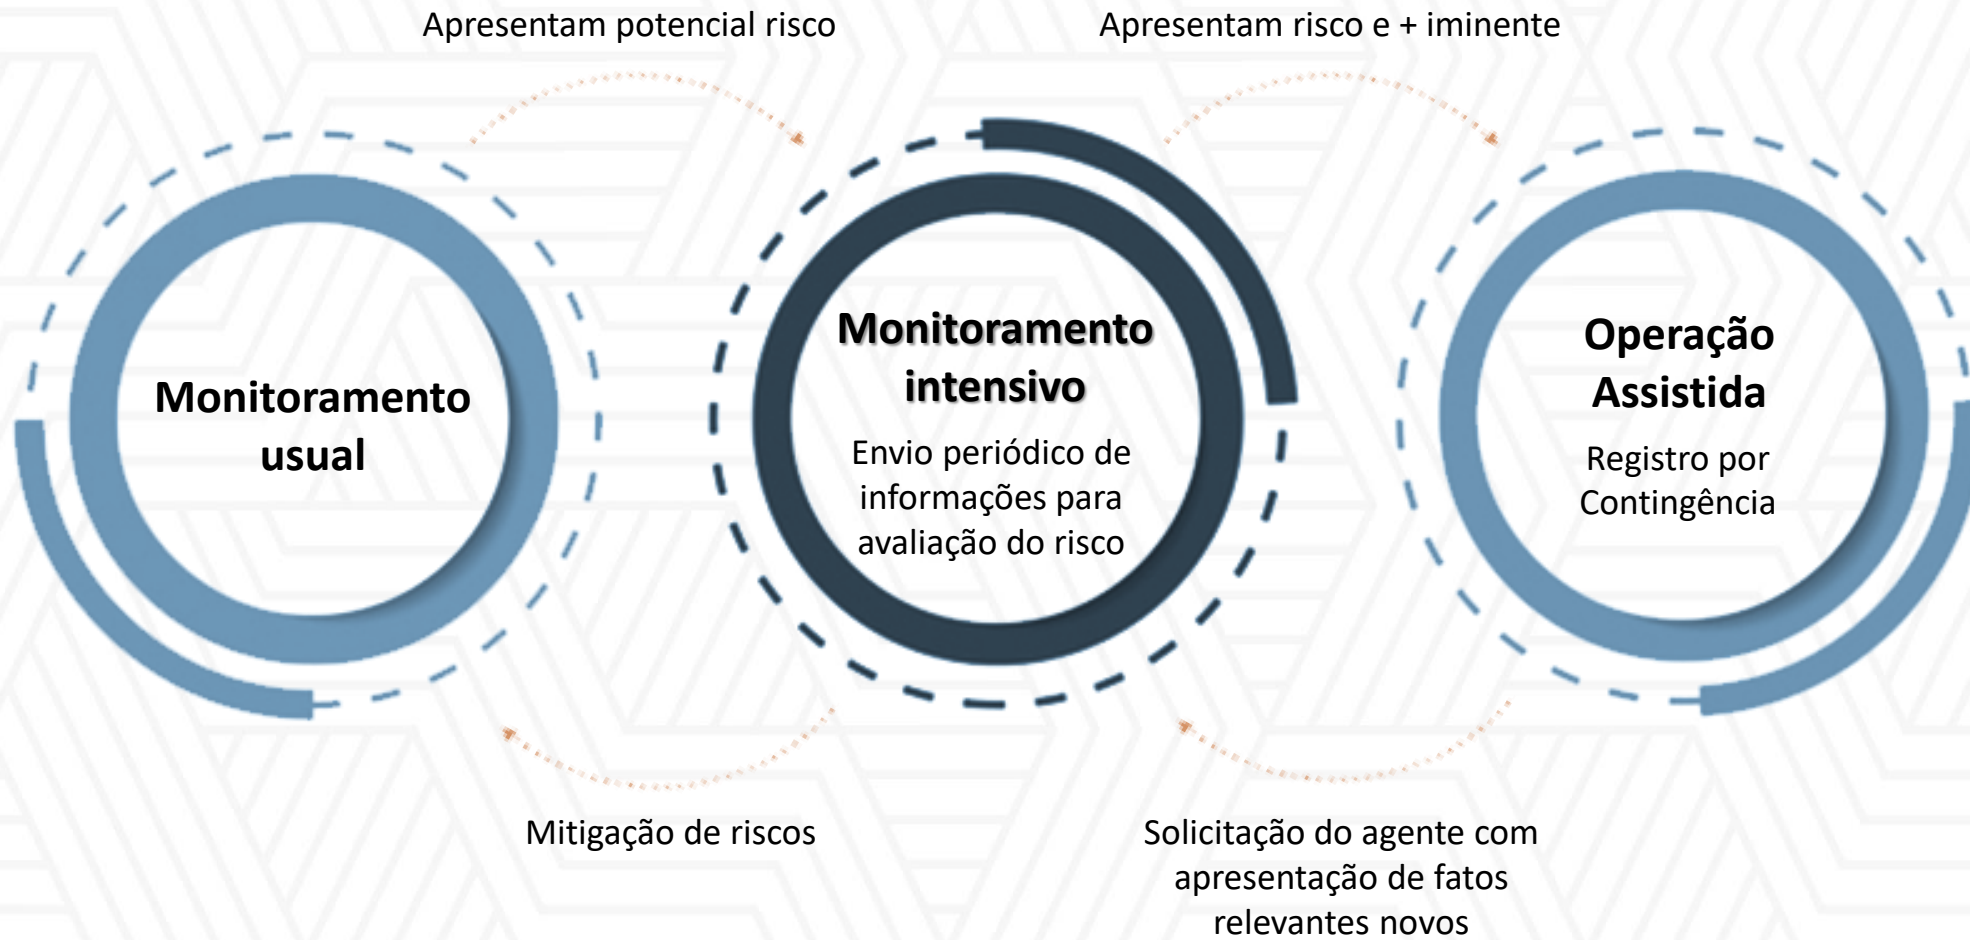 Apresentam potencial risco
Apresentam risco e + iminente
Monitoramento
usual
Monitoramento
intensivo
Envio periódico de
informações para
avaliação do risco
Operação
Assistida
Registro por
Contingência
Mitigação de riscos
Solicitação do agente com
apresentação de fatos
relevantes novos